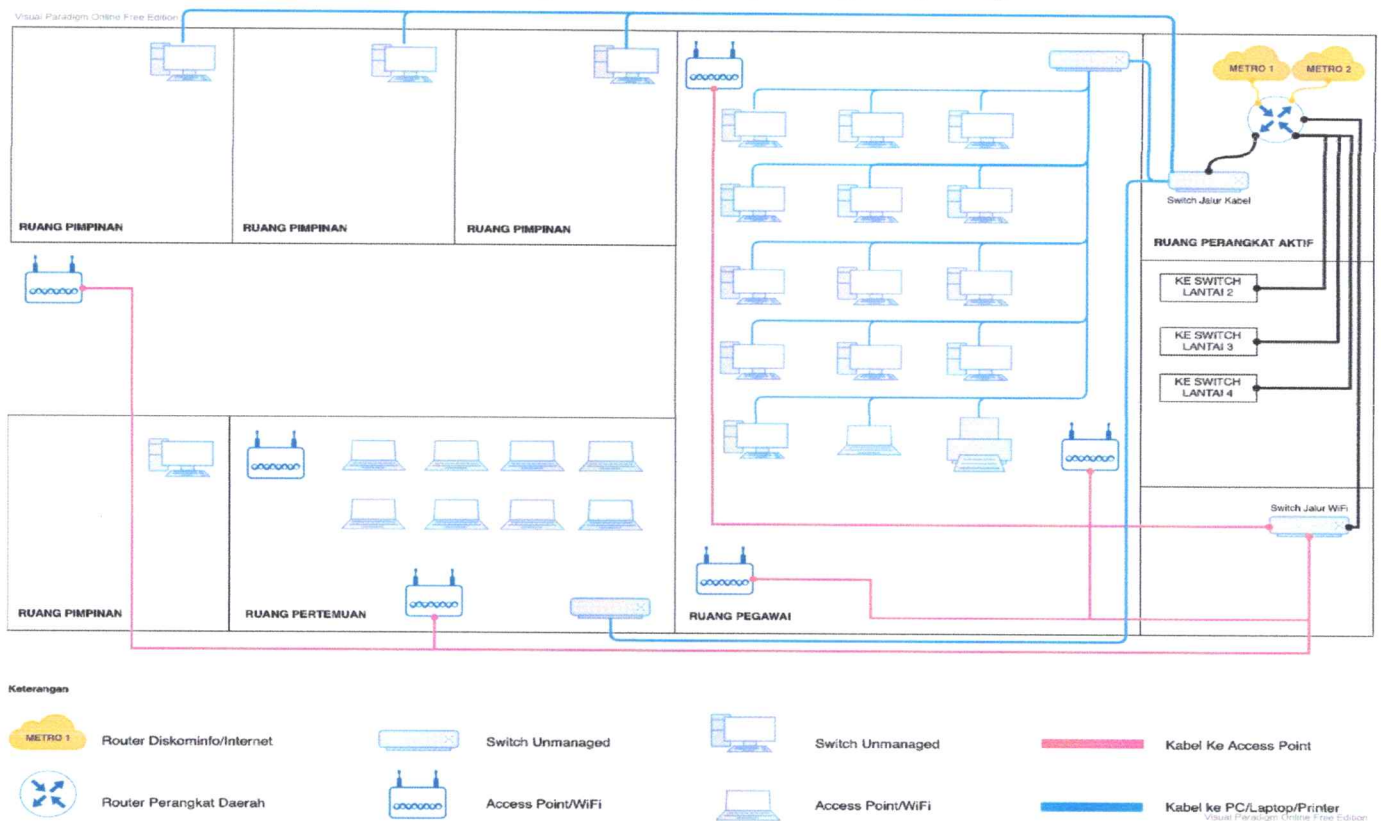 Visual Paradigm Online Free Edition
METRO 1
METRO 2
Switch Jalur Kabel
RUANG PIMPINAN
RUANG PIMPINAN
RUANG PIMPINAN
RUANG PERANGKAT AKTIF
KE SWITCH
LANTAI 2
KE SWITCH
LANTAI 3
KE SWITCH
LANTAI 4
Switch Jalur WiFi
RUANG PIMPINAN
RUANG PERTEMUAN
RUANG PEGAWAI
Keterangan
METRO 1
Router Diskominfo/Internet
Switch Unmanaged
Switch Unmanaged
Kabel Ke Access Point
Router Perangkat Daerah
Access Point/WiFi
Access Point/WiFi
Kabel ke PC/Laptop/Printer
Visual Paradigm Online Free Edition